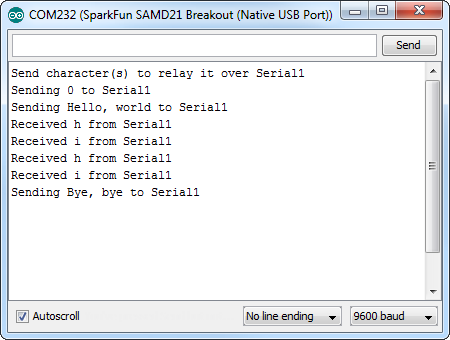 COM232 (SparkFun SAMD21 Breakout (Native USB Port))
Send
Send character(s) to relay it over Serial1
Sending 0 to Serial1
Sending Hello, world to Serial1
Received h from Serial1
Received i from Serial1
Received h from Serial1
Received i from Serial1
Sending Bye, bye to Serial1
Autoscroll
No line ending
9600 baud